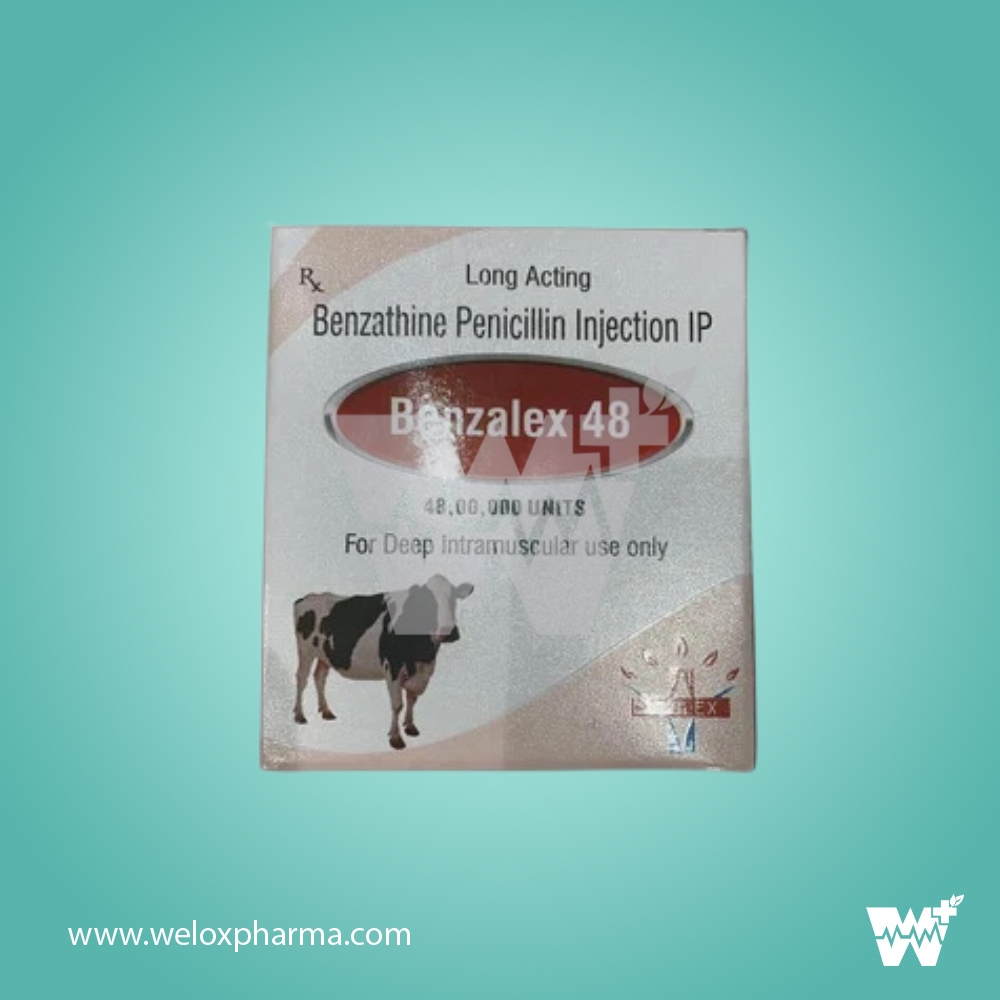 Rx
Long Acting
Benzathine Penicillin Injection IP
Benzalex 48
48,00,000 UNITS
For Deep Intramuscular use only
www.weloxpharma.com
W